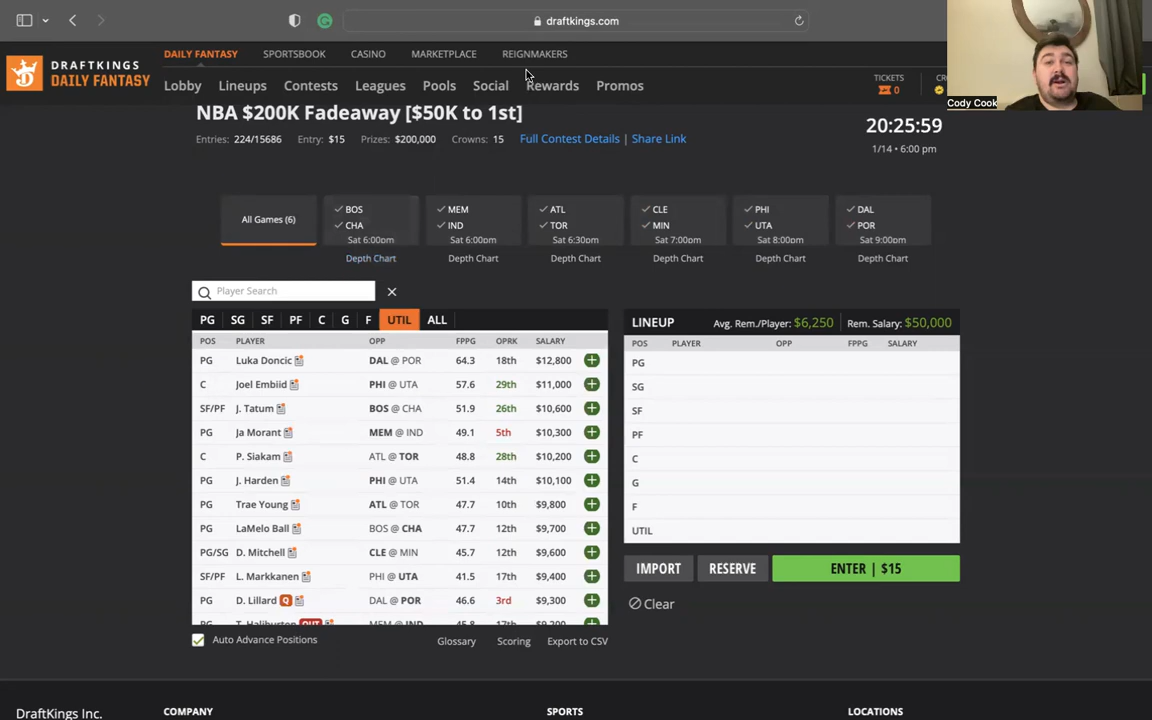 draftkings.com
DRAFTKINGS
DAILY FANTASY
DAILY FANTASY SPORTSBOOK CASINO MARKETPLACE REIGNMAKERS
Lobby Lineups Contests Leagues Pools Social Rewards Promos
TICKETS
0
Cody Cook
NBA $200K Fadeaway [$50K to 1st]
Entries: 224/15686 Entry: $15 Prizes: $200,000 Crowns: 15 Full Contest Details | Share Link
20:25:59
1/14 • 6:00 pm
All Games (6)
BOS
CHA
Sat 6:00pm
Depth Chart
MEM
IND
Sat 6:00pm
Depth Chart
ATL
TOR
Sat 6:30pm
Depth Chart
CLE
MIN
Sat 7:00pm
Depth Chart
PHI
UTA
Sat 8:00pm
Depth Chart
DAL
POR
Sat 9:00pm
Depth Chart
Player Search
PG SG SF PF C G F UTIL ALL
POS PLAYER OPP FPPG OPRK SALARY
PG Luka Doncic DAL @ POR 64.3 18th $12,800
C Joel Embiid PHI @ UTA 57.6 29th $11,000
SF/PF J. Tatum BOS @ CHA 51.9 26th $10,600
PG Ja Morant MEM @ IND 49.1 5th $10,300
C P. Siakam ATL @ TOR 48.8 28th $10,200
PG J. Harden PHI @ UTA 51.4 14th $10,100
PG Trae Young ATL @ TOR 47.7 10th $9,800
PG LaMelo Ball BOS @ CHA 47.7 12th $9,700
PG/SG D. Mitchell CLE @ MIN 45.7 12th $9,600
SF/PF L. Markkanen PHI @ UTA 41.5 17th $9,400
PG D. Lillard Q DAL @ POR 46.6 3rd $9,300
PG T. Haliburton OUT MEM @ IND 45.8 17th $9,200
Auto Advance Positions
Glossary Scoring Export to CSV
LINEUP Avg. Rem./Player: $6,250 Rem. Salary: $50,000
POS PLAYER OPP FPPG SALARY
PG
SG
SF
PF
C
G
F
UTIL
IMPORT RESERVE ENTER | $15
Clear
DraftKings Inc. COMPANY SPORTS LOCATIONS